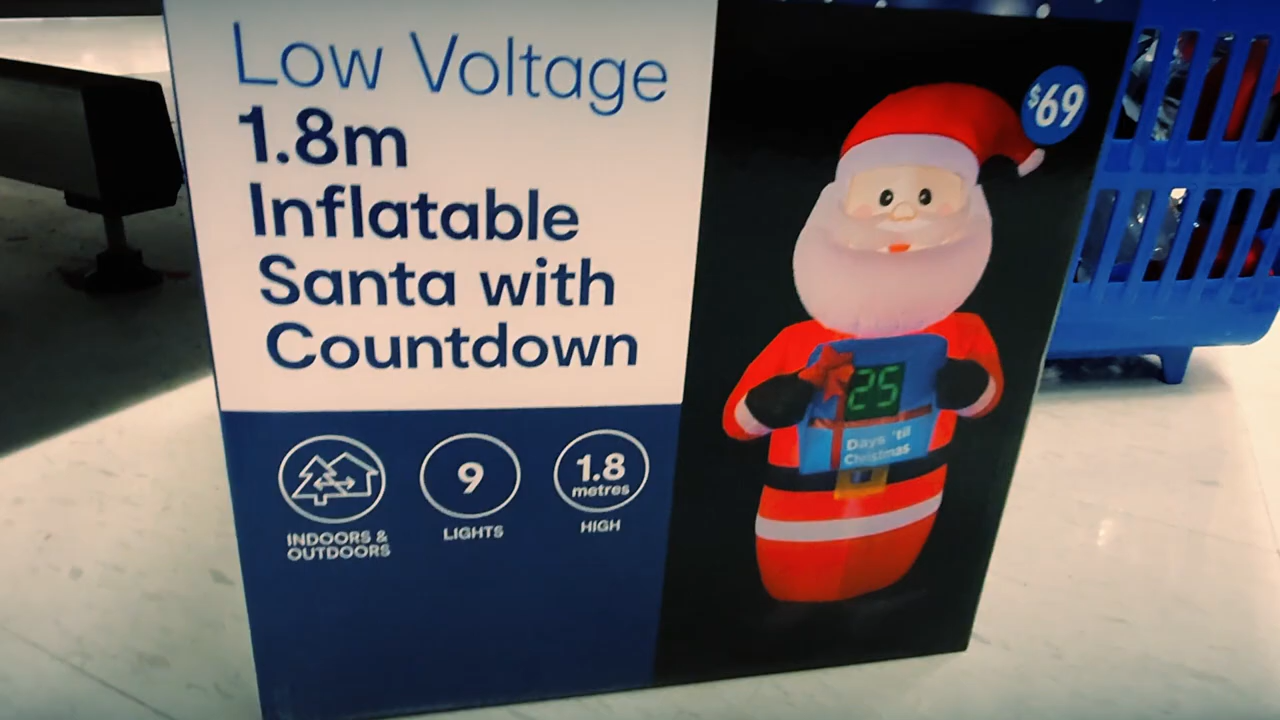 Low Voltage
1.8m
Inflatable
Santa with
Countdown
$69
25
Days 'til
Christmas
INDOORS &
OUTDOORS
9
LIGHTS
1.8
metres
HIGH